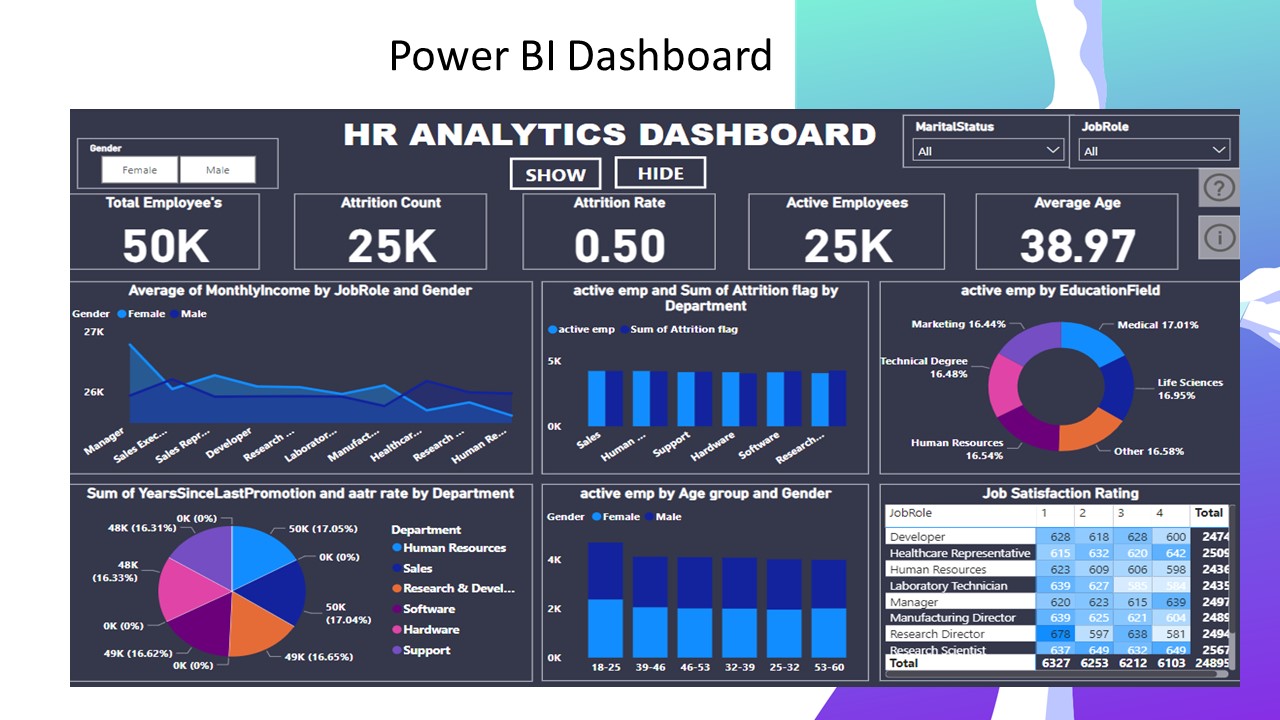 Power BI Dashboard
HR ANALYTICS DASHBOARD
Gender
Female
Male
SHOW
HIDE
MaritalStatus
All
JobRole
All
?
i
Total Employee's
50K
Attrition Count
25K
Attrition Rate
0.50
Active Employees
25K
Average Age
38.97
Average of MonthlyIncome by JobRole and Gender
Gender Female Male
27K
26K
Manager
Sales Exec...
Sales Repr...
Developer
Research ...
Laborator...
Manufact...
Healthcar...
Research ...
Human Re...
active emp and Sum of Attrition flag by
Department
active emp Sum of Attrition flag
5K
0K
Sales
Human ...
Support
Hardware
Software
Research...
active emp by EducationField
Marketing 16.44%
Medical 17.01%
Technical Degree
16.48%
Life Sciences
16.95%
Human Resources
16.54%
Other 16.58%
Sum of YearsSinceLastPromotion and aatr rate by Department
0K (0%)
48K (16.31%)
50K (17.05%)
0K (0%)
48K
(16.33%)
50K
(17.04%)
0K (0%)
49K (16.62%)
0K (0%)
49K (16.65%)
Department
Human Resources
Sales
Research & Devel...
Software
Hardware
Support
active emp by Age group and Gender
Gender Female Male
4K
2K
0K
18-25 39-46 46-53 32-39 25-32 53-60
Job Satisfaction Rating
JobRole 1 2 3 4 Total
Developer 628 618 628 600 2474
Healthcare Representative 615 632 620 642 2509
Human Resources 623 609 606 598 2436
Laboratory Technician 639 627 585 584 2435
Manager 620 623 615 639 2497
Manufacturing Director 639 625 621 604 2489
Research Director 678 597 638 581 2494
Research Scientist 637 649 632 649 2567
Total 6327 6253 6212 6103 24895